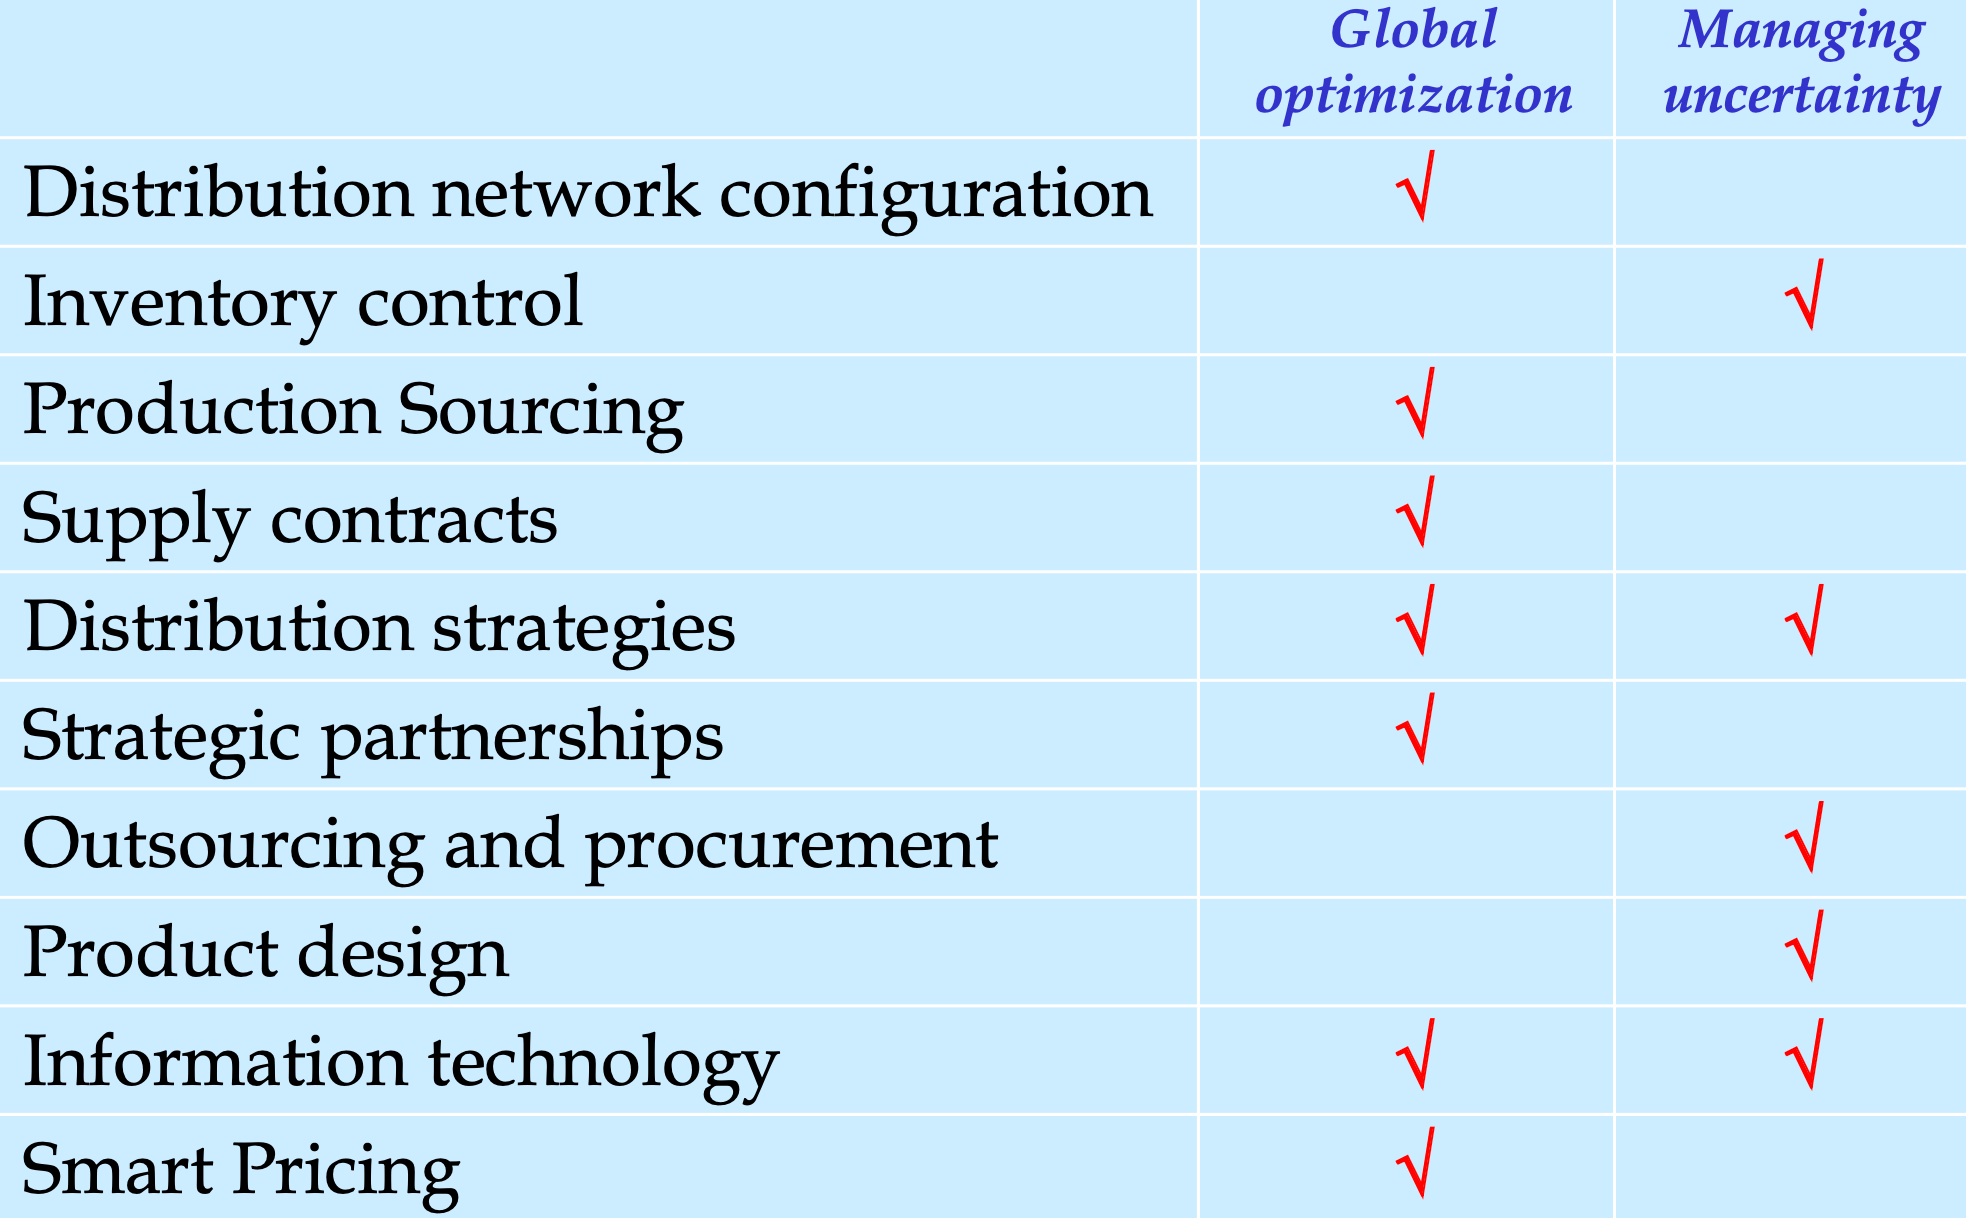 Global Managing
optimization uncertainty
Distribution network configuration √
Inventory control √
Production Sourcing √
Supply contracts √
Distribution strategies √ √
Strategic partnerships √
Outsourcing and procurement √
Product design √
Information technology √ √
Smart Pricing √